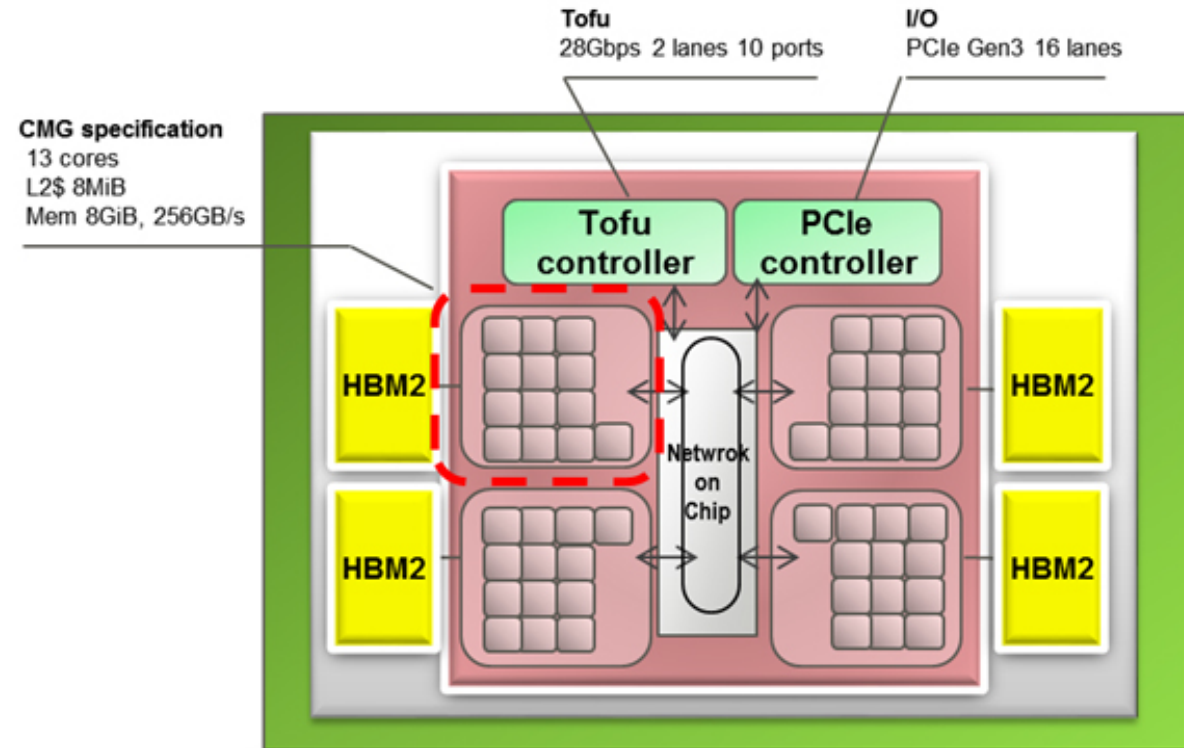 Tofu
28Gbps 2 lanes 10 ports
I/O
PCIe Gen3 16 lanes
CMG specification
13 cores
L2$ 8MiB
Mem 8GiB, 256GB/s
Tofu
controller
PCIe
controller
HBM2
HBM2
Netwrok
on
Chip
HBM2
HBM2